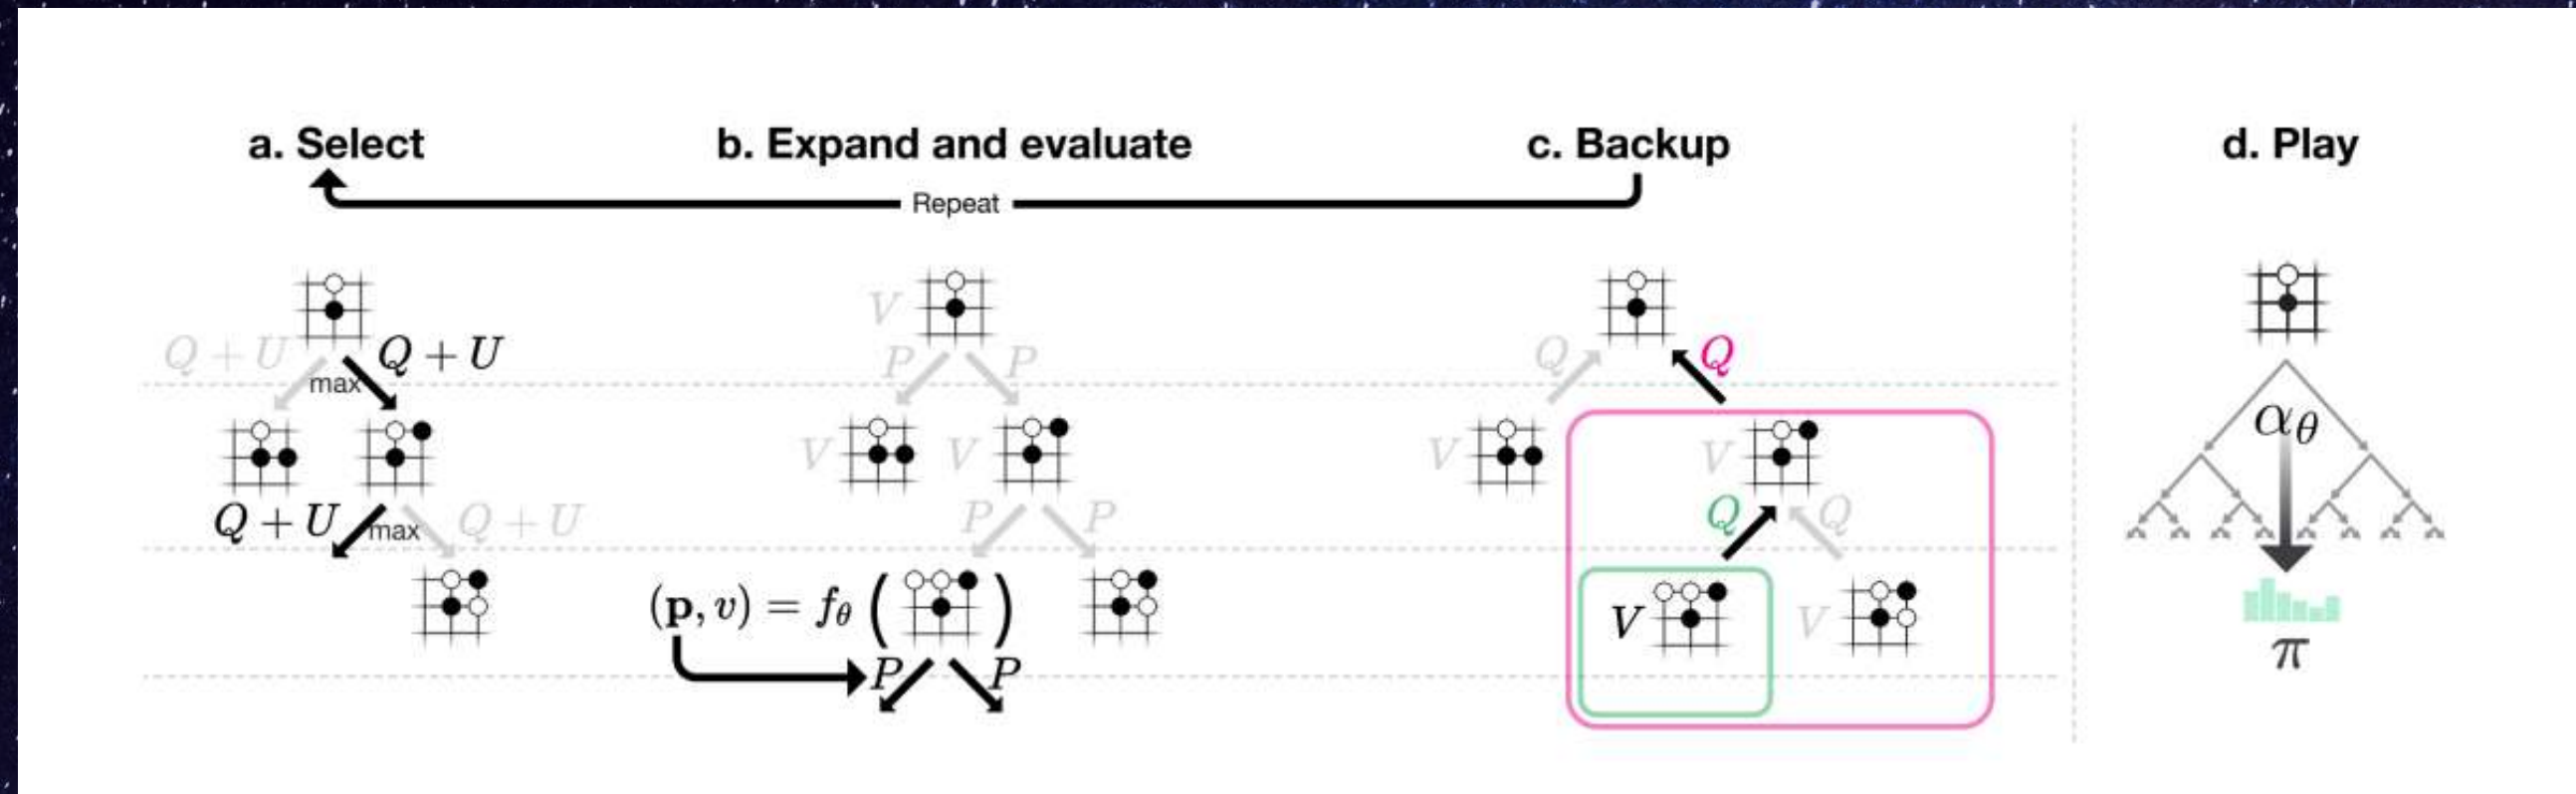 a. Select
b. Expand and evaluate
c. Backup
d. Play
Repeat
Q + U
Q + U
max
Q + U
max
Q + U
V
P
P
V
V
P
P
(p, v) = fθ ( )
P
P
Q
Q
V
V
Q
Q
V
V
αθ
π